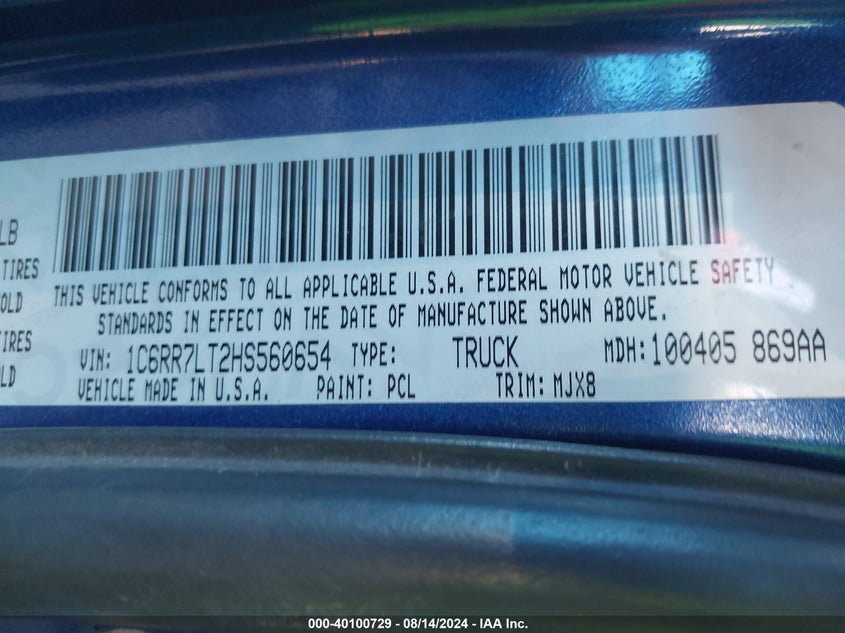 LB
TIRES
OLD
TIRES
LD
THIS VEHICLE CONFORMS TO ALL APPLICABLE U.S.A. FEDERAL MOTOR VEHICLE SAFETY
STANDARDS IN EFFECT ON THE DATE OF MANUFACTURE SHOWN ABOVE.
VIN: 1C6RR7LT2HS560654 TYPE: TRUCK MDH:100405 869AA
VEHICLE MADE IN U.S.A. PAINT: PCL TRIM: MJX8
000-40100729 - 08/14/2024 - IAA Inc.